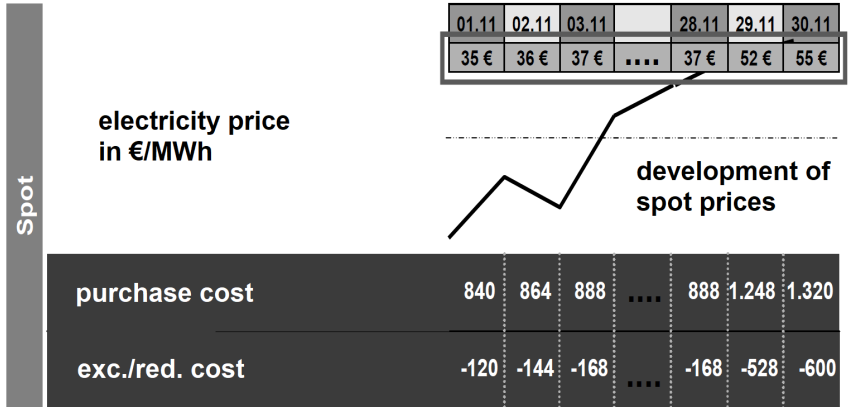 01.11 02.11 03.11 28.11 29.11 30.11
35 € 36 € 37 € .... 37 € 52 € 55 €
electricity price
in €/MWh
development of
spot prices
Spot
purchase cost 840 864 888 .... 888 1.248 1.320
exc./red. cost -120 -144 -168 .... -168 -528 -600